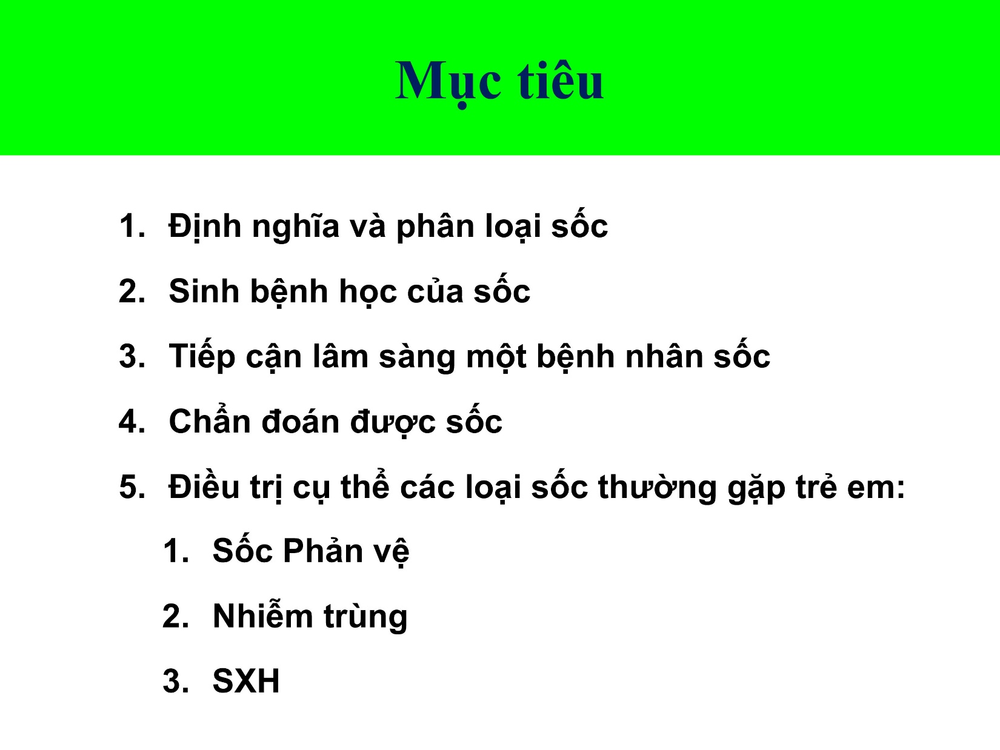 Mục tiêu
1. Định nghĩa và phân loại sốc
2. Sinh bệnh học của sốc
3. Tiếp cận lâm sàng một bệnh nhân sốc
4. Chẩn đoán được sốc
5. Điều trị cụ thể các loại sốc thường gặp trẻ em:
1. Sốc Phản vệ
2. Nhiễm trùng
3. SXH